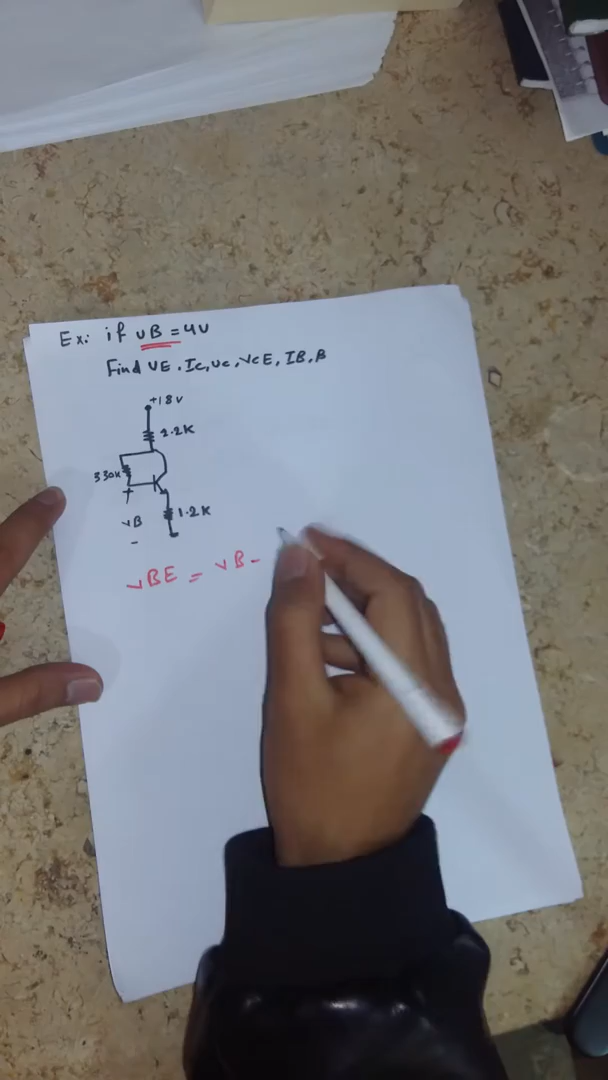 Ex: if VB = 4V
Find VE, Ic, Vc, VCE, IB, B
+18V
2.2K
330K
+
VB
1.2K
-
VBE = VB -